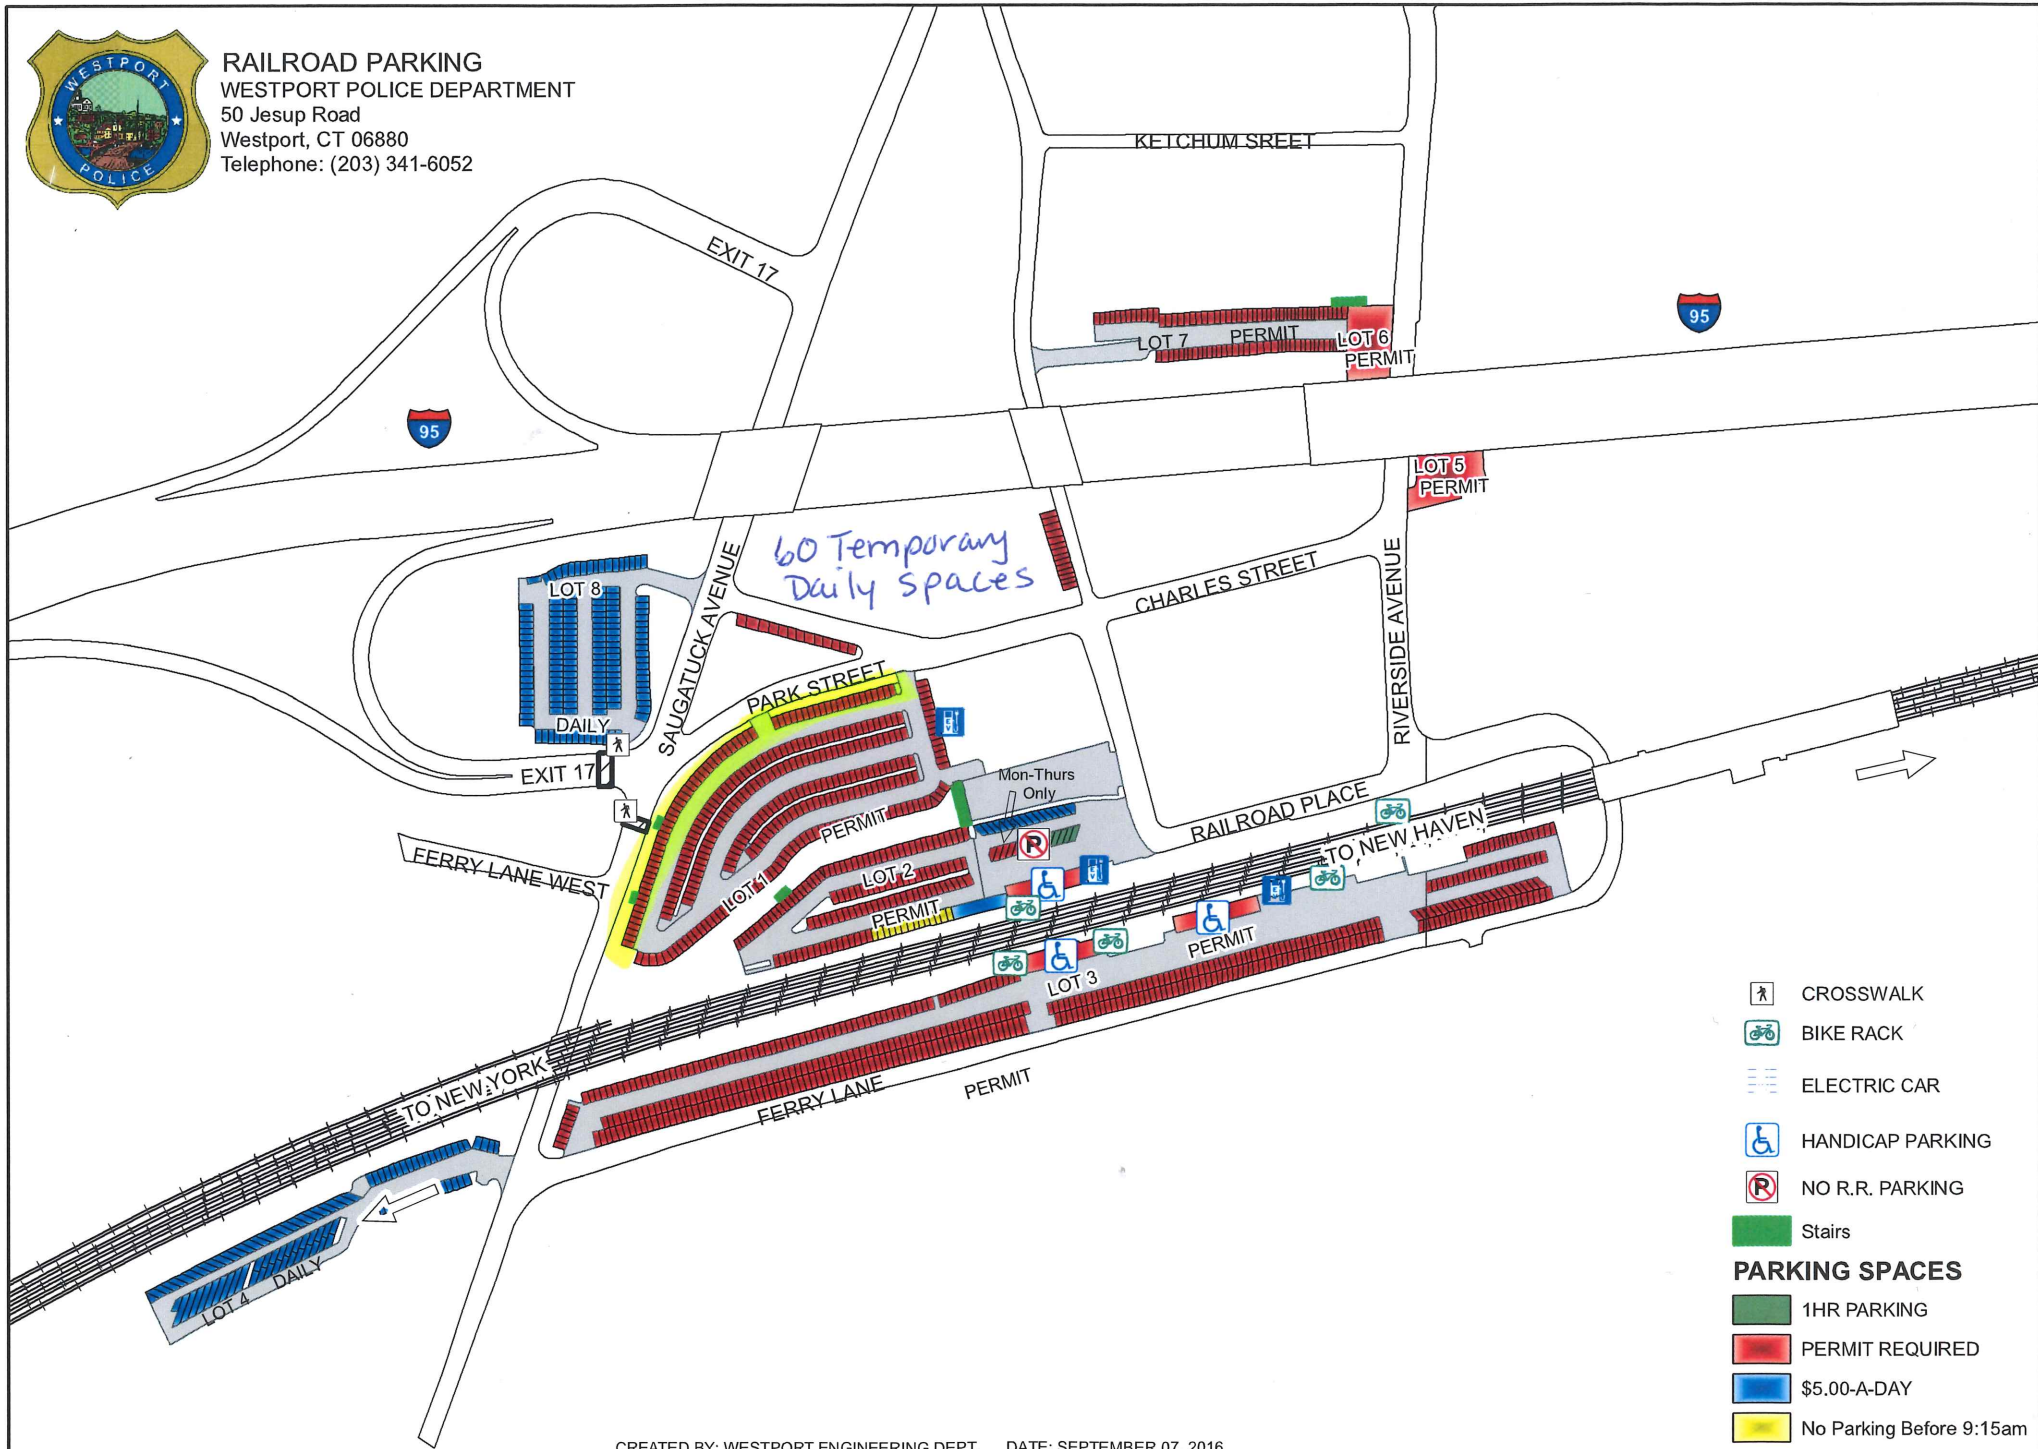 WESTPORT
POLICE
RAILROAD PARKING
WESTPORT POLICE DEPARTMENT
50 Jesup Road
Westport, CT 06880
Telephone: (203) 341-6052
KETCHUM SREET
EXIT 17
95
LOT 7
PERMIT
LOT 6
PERMIT
95
LOT 5
PERMIT
60 Temporary
Daily Spaces
LOT 8
DAILY
SAUGATUCK AVENUE
CHARLES STREET
RIVERSIDE AVENUE
PARK STREET
EXIT 17
EV
Mon-Thurs
Only
P
RAILROAD PLACE
TO NEW HAVEN
PERMIT
FERRY LANE WEST
LOT 1
LOT 2
PERMIT
EV
EV
PERMIT
LOT 3
TO NEW YORK
FERRY LANE
PERMIT
LOT 4
DAILY
CROSSWALK
BIKE RACK
ELECTRIC CAR
HANDICAP PARKING
P
NO R.R. PARKING
Stairs
PARKING SPACES
1HR PARKING
PERMIT REQUIRED
$5.00-A-DAY
No Parking Before 9:15am
CREATED BY: WESTPORT ENGINEERING DEPT. DATE: SEPTEMBER 07, 2016